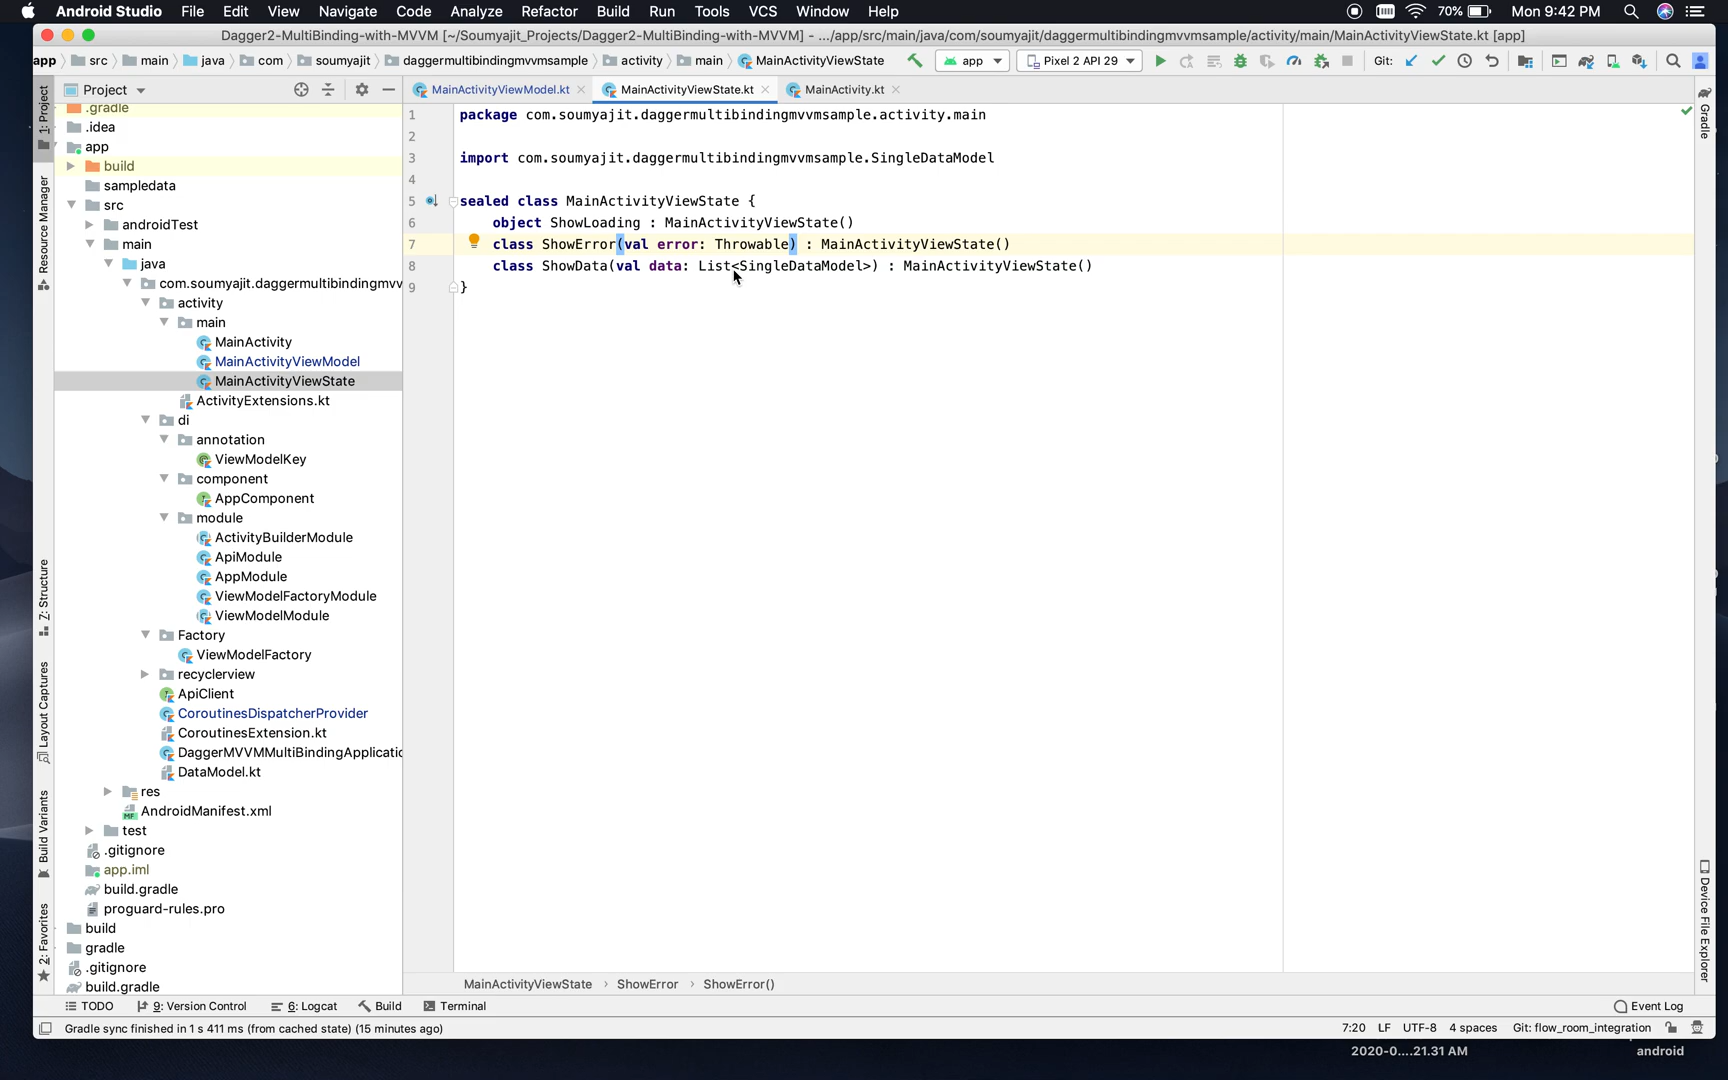 Android Studio File Edit View Navigate Code Analyze Refactor Build Run Tools VCS Window Help 70% Mon 9:42 PM
Dagger2-MultiBinding-with-MVVM [~/Soumyajit_Projects/Dagger2-MultiBinding-with-MVVM] - .../app/src/main/java/com/soumyajit/daggermultibindingmvvmsample/activity/main/MainActivityViewState.kt [app]
app src main java com soumyajit daggermultibindingmvvmsample activity main MainActivityViewState app Pixel 2 API 29 Git:
Project MainActivityViewModel.kt MainActivityViewState.kt MainActivity.kt
1: Project
Resource Manager
7: Structure
Layout Captures
Build Variants
2: Favorites
.gradle
.idea
app
build
sampledata
src
androidTest
main
java
com.soumyajit.daggermultibindingmvv
activity
main
MainActivity
MainActivityViewModel
MainActivityViewState
ActivityExtensions.kt
di
annotation
ViewModelKey
component
AppComponent
module
ActivityBuilderModule
ApiModule
AppModule
ViewModelFactoryModule
ViewModelModule
Factory
ViewModelFactory
recyclerview
ApiClient
CoroutinesDispatcherProvider
CoroutinesExtension.kt
DaggerMVVMMultiBindingApplicatio
DataModel.kt
res
AndroidManifest.xml
test
.gitignore
app.iml
build.gradle
proguard-rules.pro
build
gradle
.gitignore
build.gradle
1 package com.soumyajit.daggermultibindingmvvmsample.activity.main
2
3 import com.soumyajit.daggermultibindingmvvmsample.SingleDataModel
4
5 sealed class MainActivityViewState {
6 object ShowLoading : MainActivityViewState()
7 class ShowError(val error: Throwable) : MainActivityViewState()
8 class ShowData(val data: List<SingleDataModel>) : MainActivityViewState()
9 }
Gradle
Device File Explorer
MainActivityViewState › ShowError › ShowError()
TODO 9: Version Control 6: Logcat Build Terminal Event Log
Gradle sync finished in 1 s 411 ms (from cached state) (15 minutes ago) 7:20 LF UTF-8 4 spaces Git: flow_room_integration
2020-0....21.31 AM android